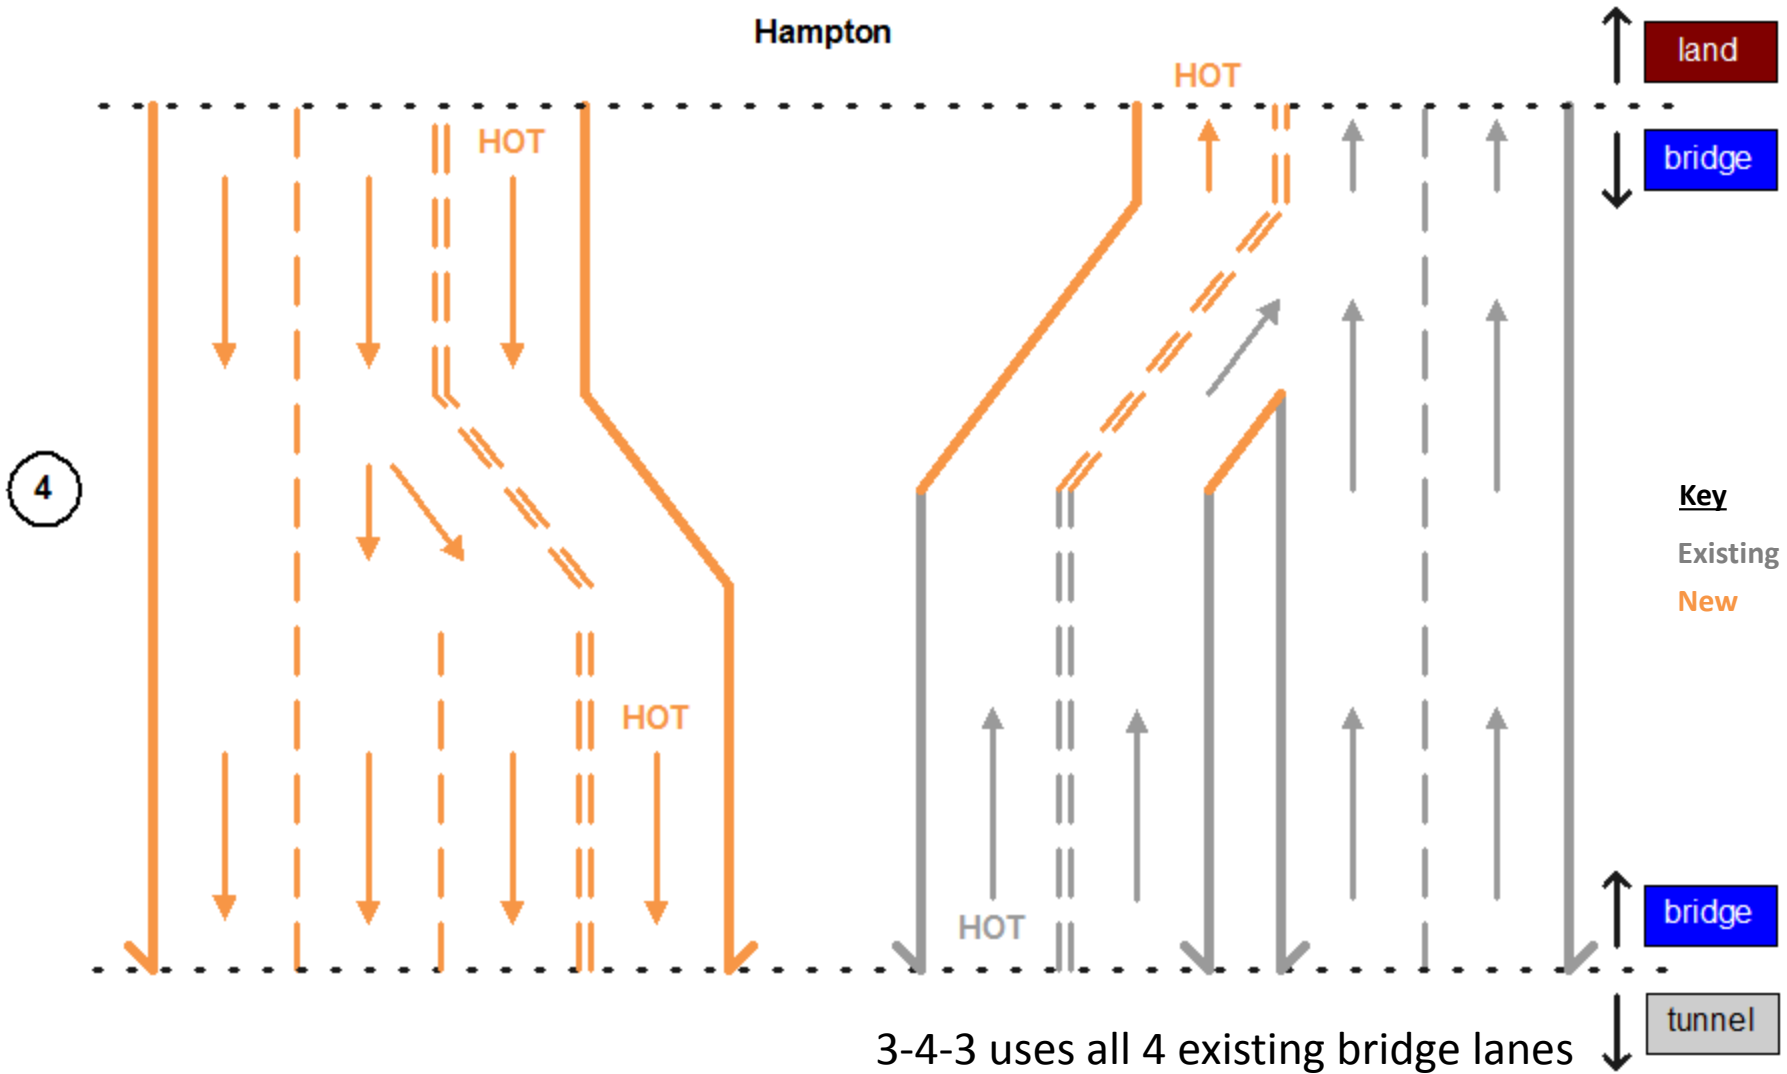 Hampton
HOT
land
HOT
bridge
4
Key
Existing
New
HOT
HOT
bridge
tunnel
3-4-3 uses all 4 existing bridge lanes